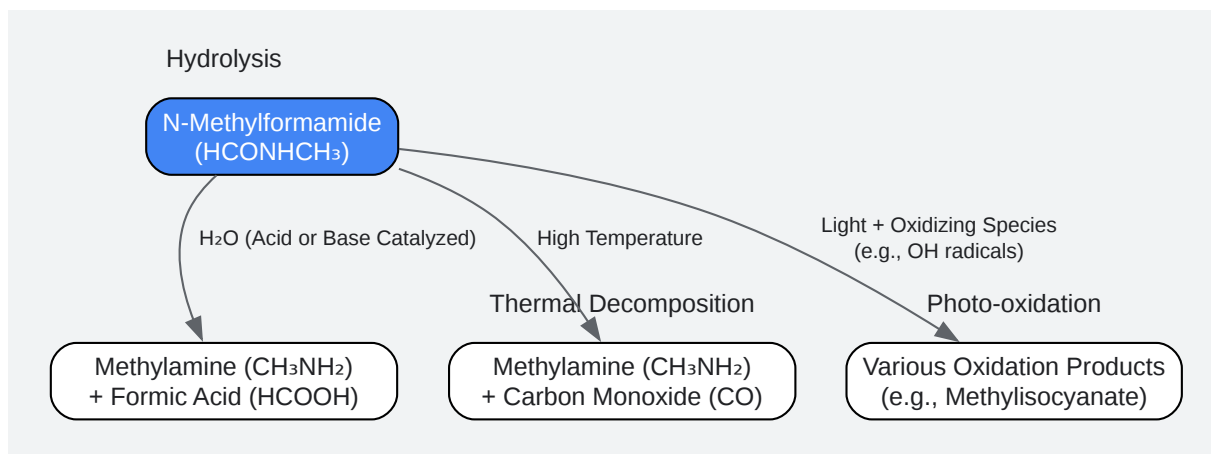 Hydrolysis
N-Methylformamide
(HCONHCH₃)
H₂O (Acid or Base Catalyzed)
High Temperature
Light + Oxidizing Species
(e.g., OH radicals)
Thermal Decomposition
Photo-oxidation
Methylamine (CH₃NH₂)
+ Formic Acid (HCOOH)
Methylamine (CH₃NH₂)
+ Carbon Monoxide (CO)
Various Oxidation Products
(e.g., Methylisocyanate)